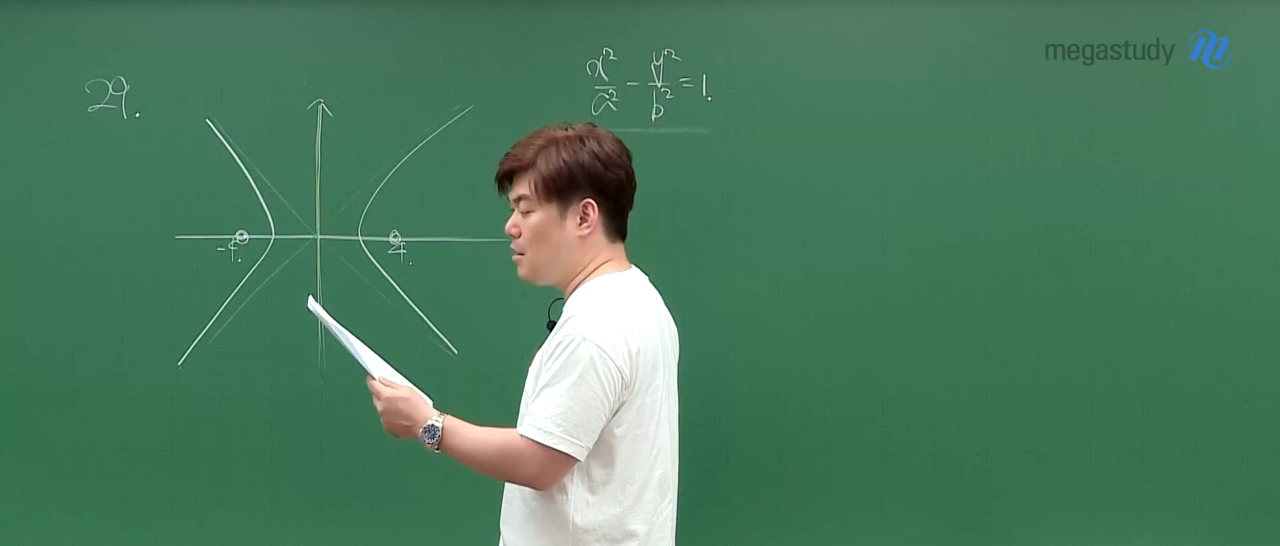 megastudy
29.
x²/a² - y²/b² = 1.
-4.
4.